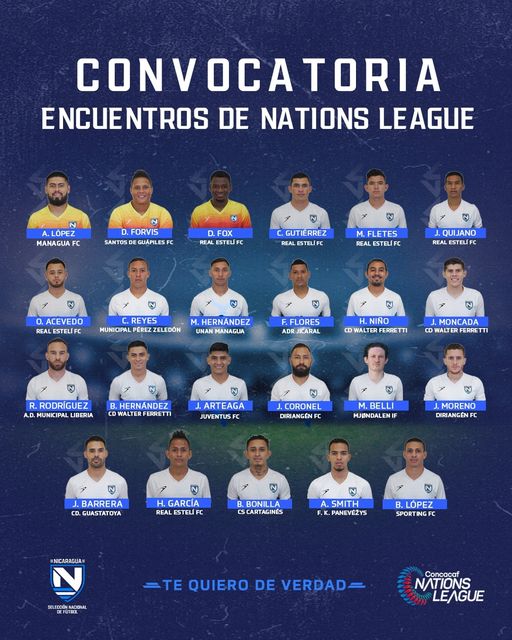 CONVOCATORIA
ENCUENTROS DE NATIONS LEAGUE
A. LÓPEZ
MANAGUA FC
D. FORVIS
SANTOS DE GUÁPILES FC
D. FOX
REAL ESTELÍ FC
C. GUTIÉRREZ
REAL ESTELÍ FC
M. FLETES
REAL ESTELÍ FC
J. QUIJANO
REAL ESTELÍ FC
O. ACEVEDO
REAL ESTELÍ FC
C. REYES
MUNICIPAL PÉREZ ZELEDÓN
M. HERNÁNDEZ
UNAN MANAGUA
F. FLORES
ADR JICARAL
H. NIÑO
CD WALTER FERRETTI
J. MONCADA
CD WALTER FERRETTI
R. RODRÍGUEZ
A.D. MUNICIPAL LIBERIA
B. HERNÁNDEZ
CD WALTER FERRETTI
J. ARTEAGA
JUVENTUS FC
J. CORONEL
DIRIANGÉN FC
M. BELLI
MJØNDALEN IF
J. MORENO
DIRIANGÉN FC
J. BARRERA
CD. GUASTATOYA
H. GARCÍA
REAL ESTELÍ FC
B. BONILLA
CS CARTAGINÉS
A. SMITH
F. K. PANEVĖŽYS
B. LÓPEZ
SPORTING FC
NICARAGUA
N
SELECCIÓN NACIONAL
DE FÚTBOL
TE QUIERO DE VERDAD
Concacaf
NATIONS
LEAGUE